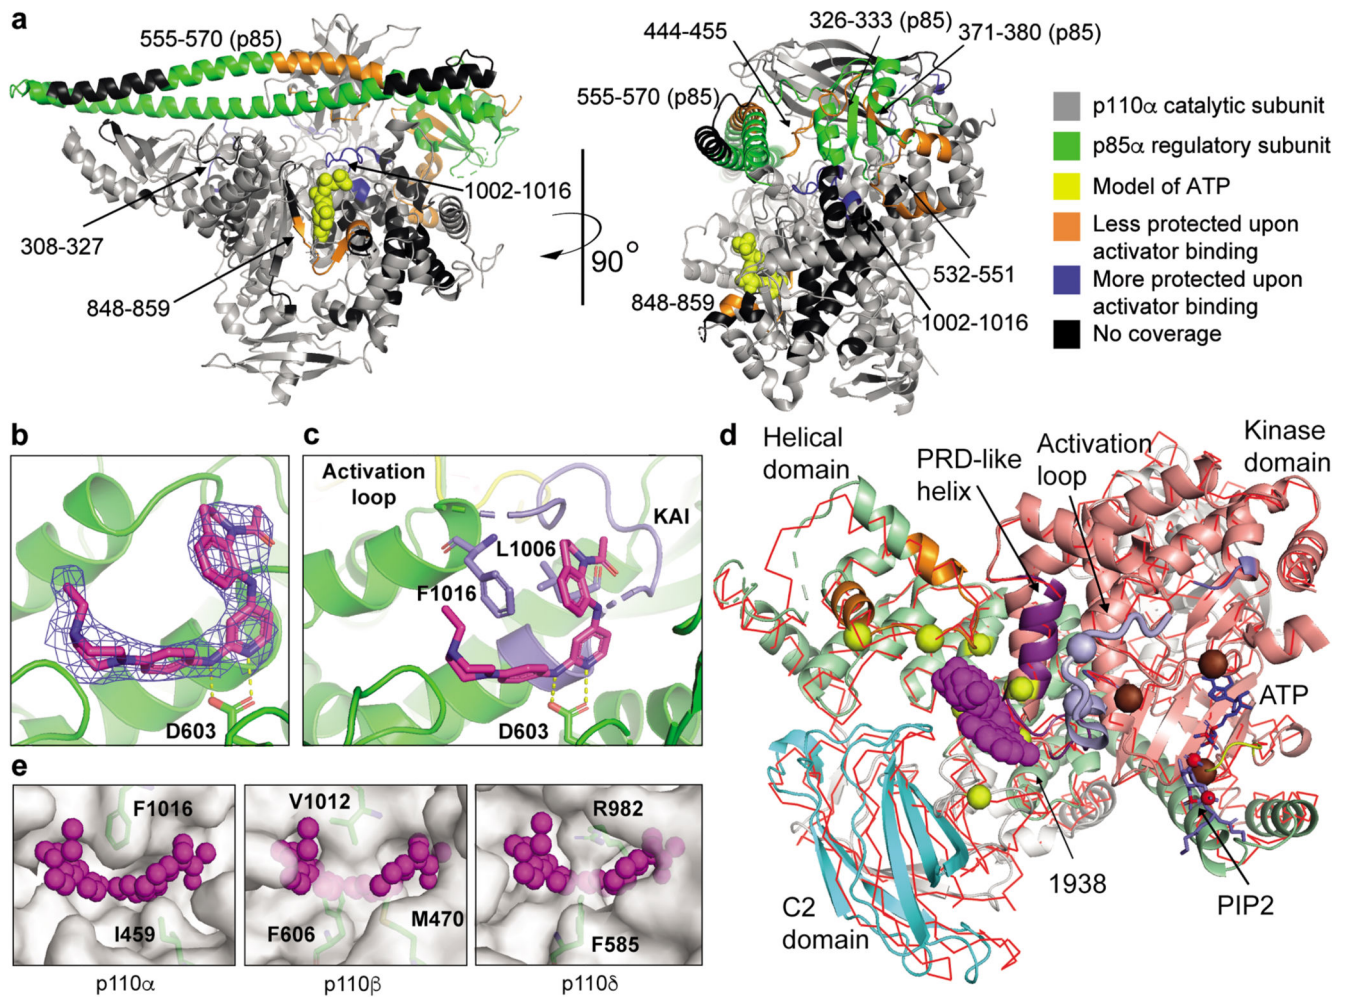 a
555-570 (p85)
308-327
848-859
1002-1016
90°
444-455
326-333 (p85)
371-380 (p85)
555-570 (p85)
848-859
532-551
1002-1016
p110α catalytic subunit
p85α regulatory subunit
Model of ATP
Less protected upon
activator binding
More protected upon
activator binding
No coverage
b
D603
c
Activation
loop
KAI
L1006
F1016
D603
d
Helical
domain
PRD-like
helix
Activation
loop
Kinase
domain
ATP
1938
PIP2
C2
domain
e
F1016
I459
p110α
V1012
F606
M470
p110β
R982
F585
p110δ